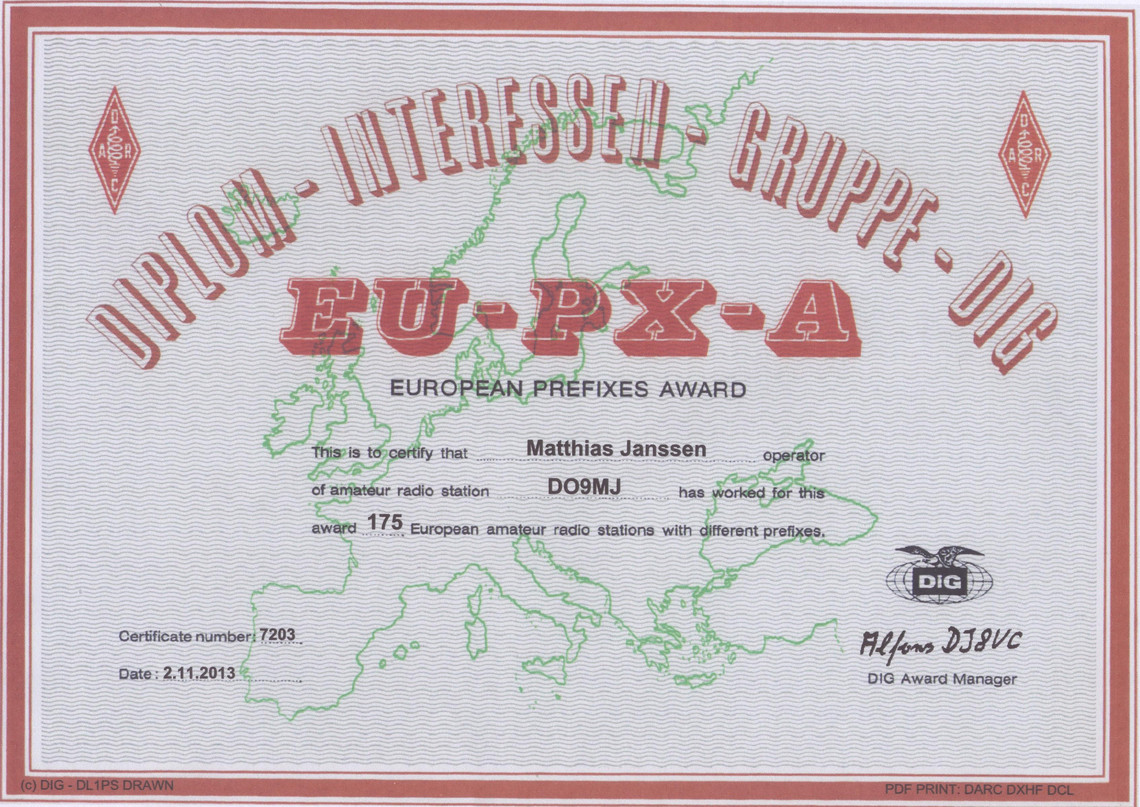 DIPLOM-INTERESSEN-GRUPPE-DIG
DARC
DARC
EU-PX-A
EUROPEAN PREFIXES AWARD
This is to certify that Matthias Janssen operator
of amateur radio station DO9MJ has worked for this
award 175 European amateur radio stations with different prefixes.
DiG
Certificate number: 7203
Alfons DJ8VC
Date: 2.11.2013
DIG Award Manager
(c) DIG - DL1PS DRAWN
PDF PRINT: DARC DXHF DCL